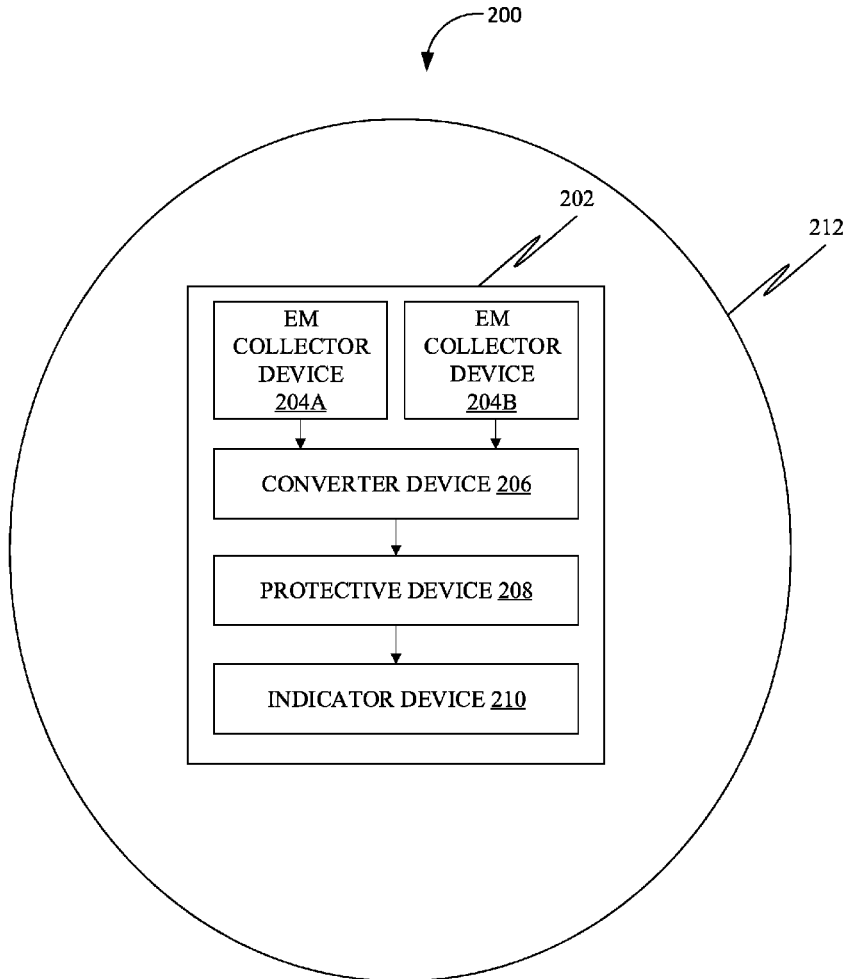 200
202
212
EM
COLLECTOR
DEVICE
204A
EM
COLLECTOR
DEVICE
204B
CONVERTER DEVICE 206
PROTECTIVE DEVICE 208
INDICATOR DEVICE 210